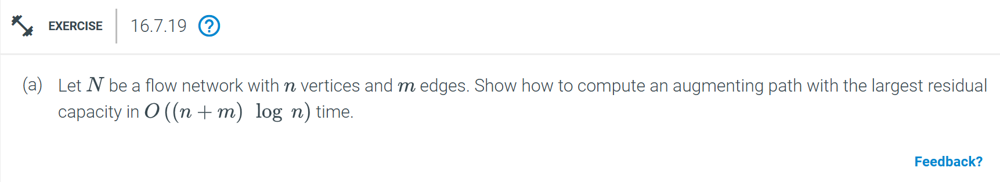 EXERCISE 16.7.19 ?
(a) Let N be a flow network with n vertices and m edges. Show how to compute an augmenting path with the largest residual
capacity in O ((n + m) log n) time.
Feedback?